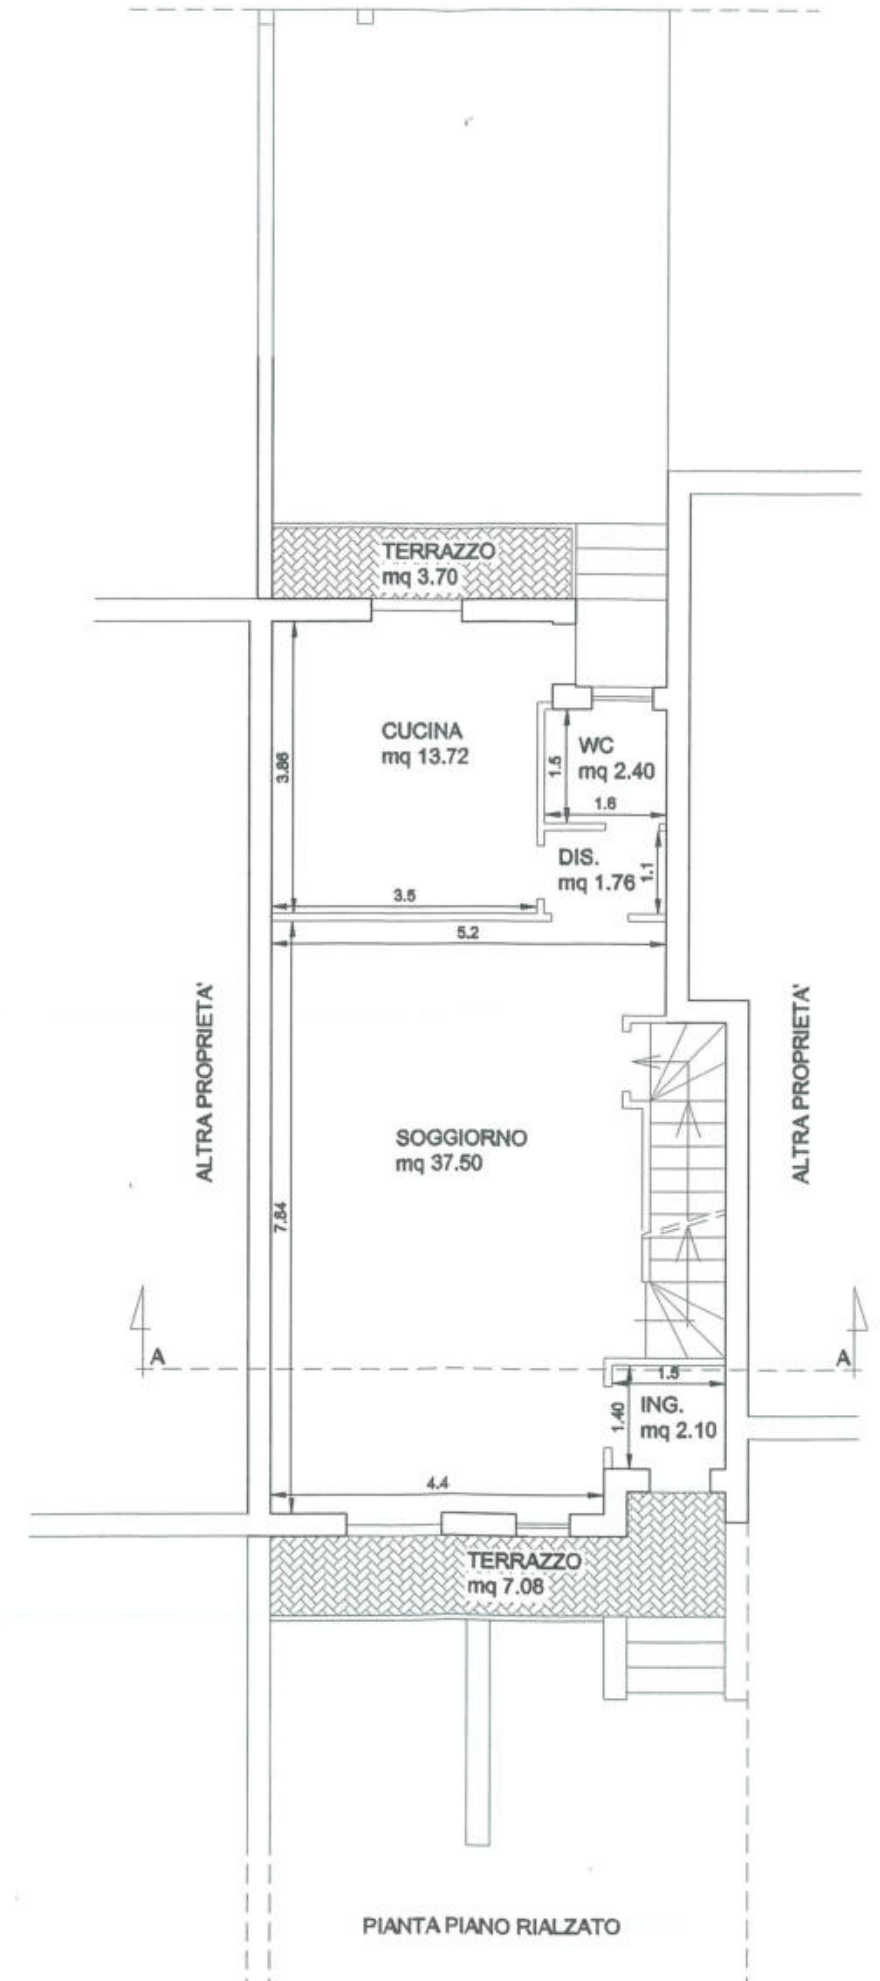 TERRAZZO
mq 3.70
CUCINA
mq 13.72
3.86
WC
mq 2.40
1.5
1.6
DIS.
mq 1.76
1.1
3.5
5.2
ALTRA PROPRIETA'
ALTRA PROPRIETA'
SOGGIORNO
mq 37.50
7.84
A
A
1.5
ING.
mq 2.10
1.40
4.4
TERRAZZO
mq 7.08
PIANTA PIANO RIALZATO